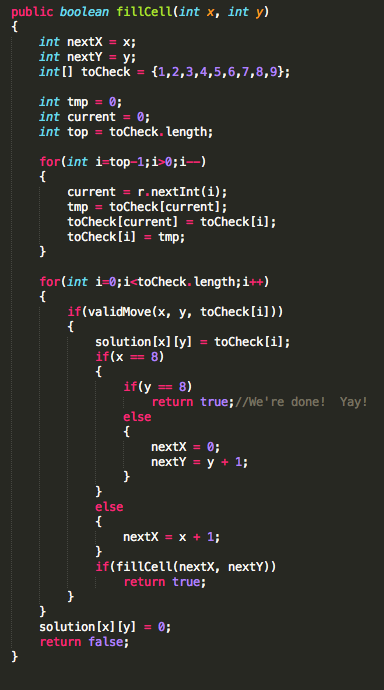 public boolean fillCell(int x, int y)
{
    int nextX = x;
    int nextY = y;
    int[] toCheck = {1,2,3,4,5,6,7,8,9};

    int tmp = 0;
    int current = 0;
    int top = toCheck.length;

    for(int i=top-1;i>0;i--)
    {
        current = r.nextInt(i);
        tmp = toCheck[current];
        toCheck[current] = toCheck[i];
        toCheck[i] = tmp;
    }

    for(int i=0;i<toCheck.length;i++)
    {
        if(validMove(x, y, toCheck[i]))
        {
            solution[x][y] = toCheck[i];
            if(x == 8)
            {
                if(y == 8)
                    return true;//We're done!  Yay!
                else
                {
                    nextX = 0;
                    nextY = y + 1;
                }
            }
            else
            {
                nextX = x + 1;
            }
            if(fillCell(nextX, nextY))
                return true;
        }
    }
    solution[x][y] = 0;
    return false;
}